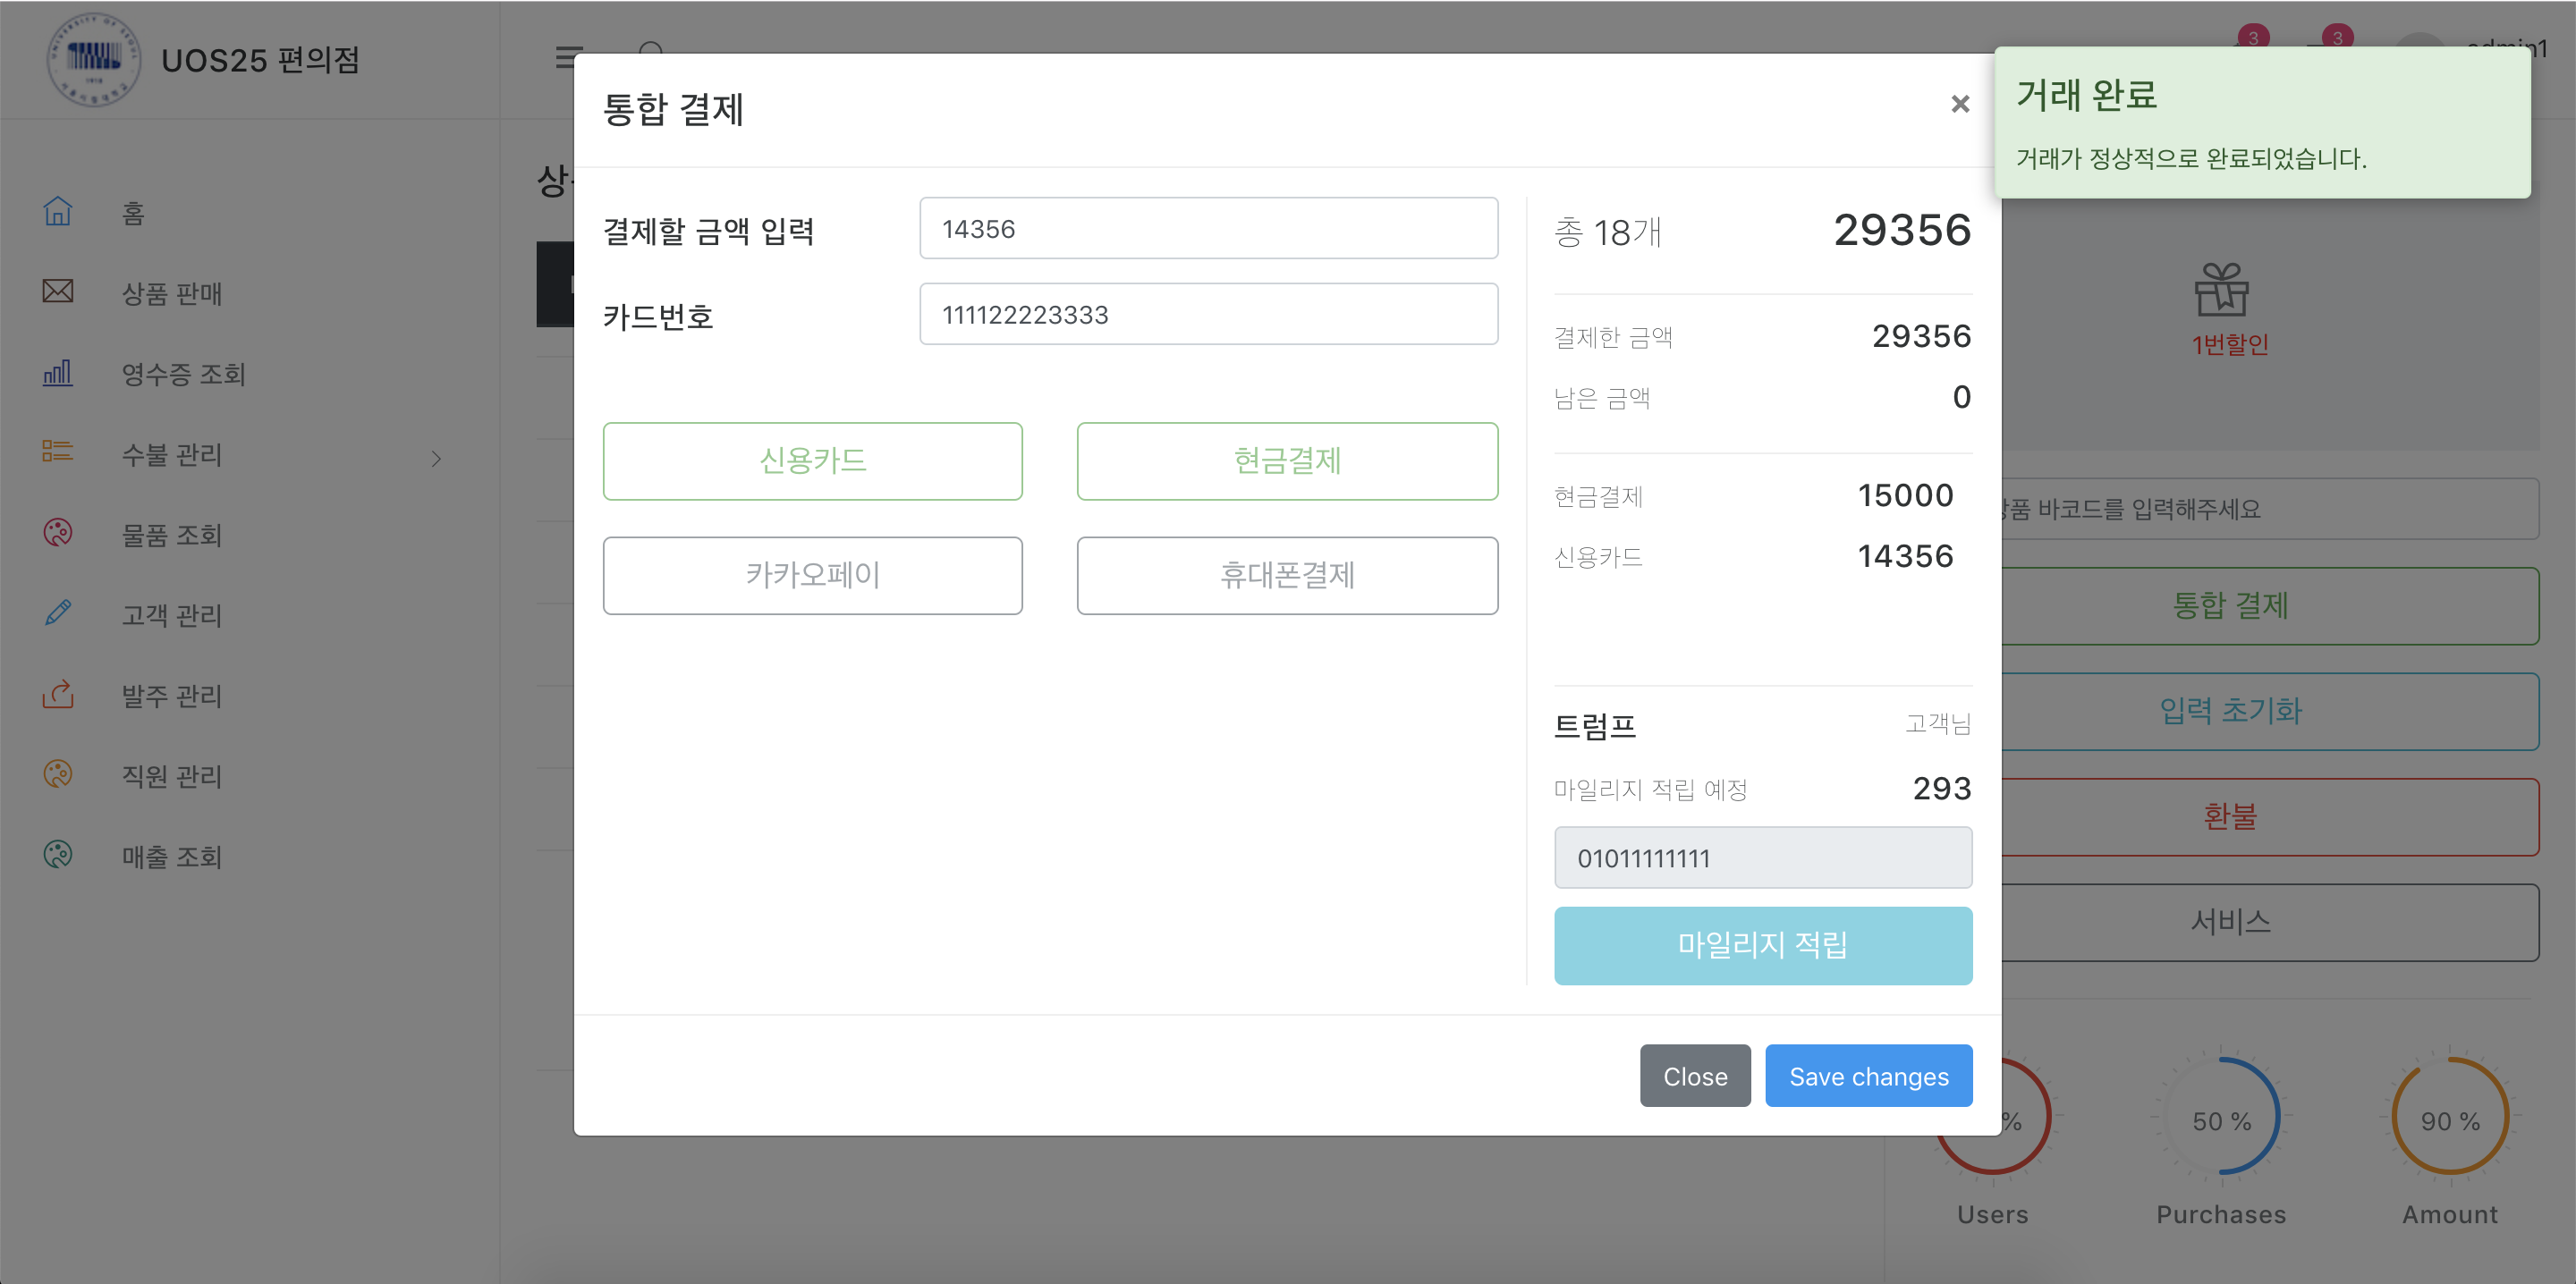 UOS25 편의점
홈
상품 판매
영수증 조회
수불 관리
물품 조회
고객 관리
발주 관리
직원 관리
매출 조회
3
3
admin1
거래 완료
거래가 정상적으로 완료되었습니다.
통합 결제
×
결제할 금액 입력
14356
카드번호
111122223333
신용카드
현금결제
카카오페이
휴대폰결제
총 18개
29356
결제한 금액
29356
남은 금액
0
현금결제
15000
신용카드
14356
트럼프
고객님
마일리지 적립 예정
293
01011111111
마일리지 적립
Close
Save changes
1번할인
상품 바코드를 입력해주세요
통합 결제
입력 초기화
환불
서비스
%
50 %
90 %
Users
Purchases
Amount